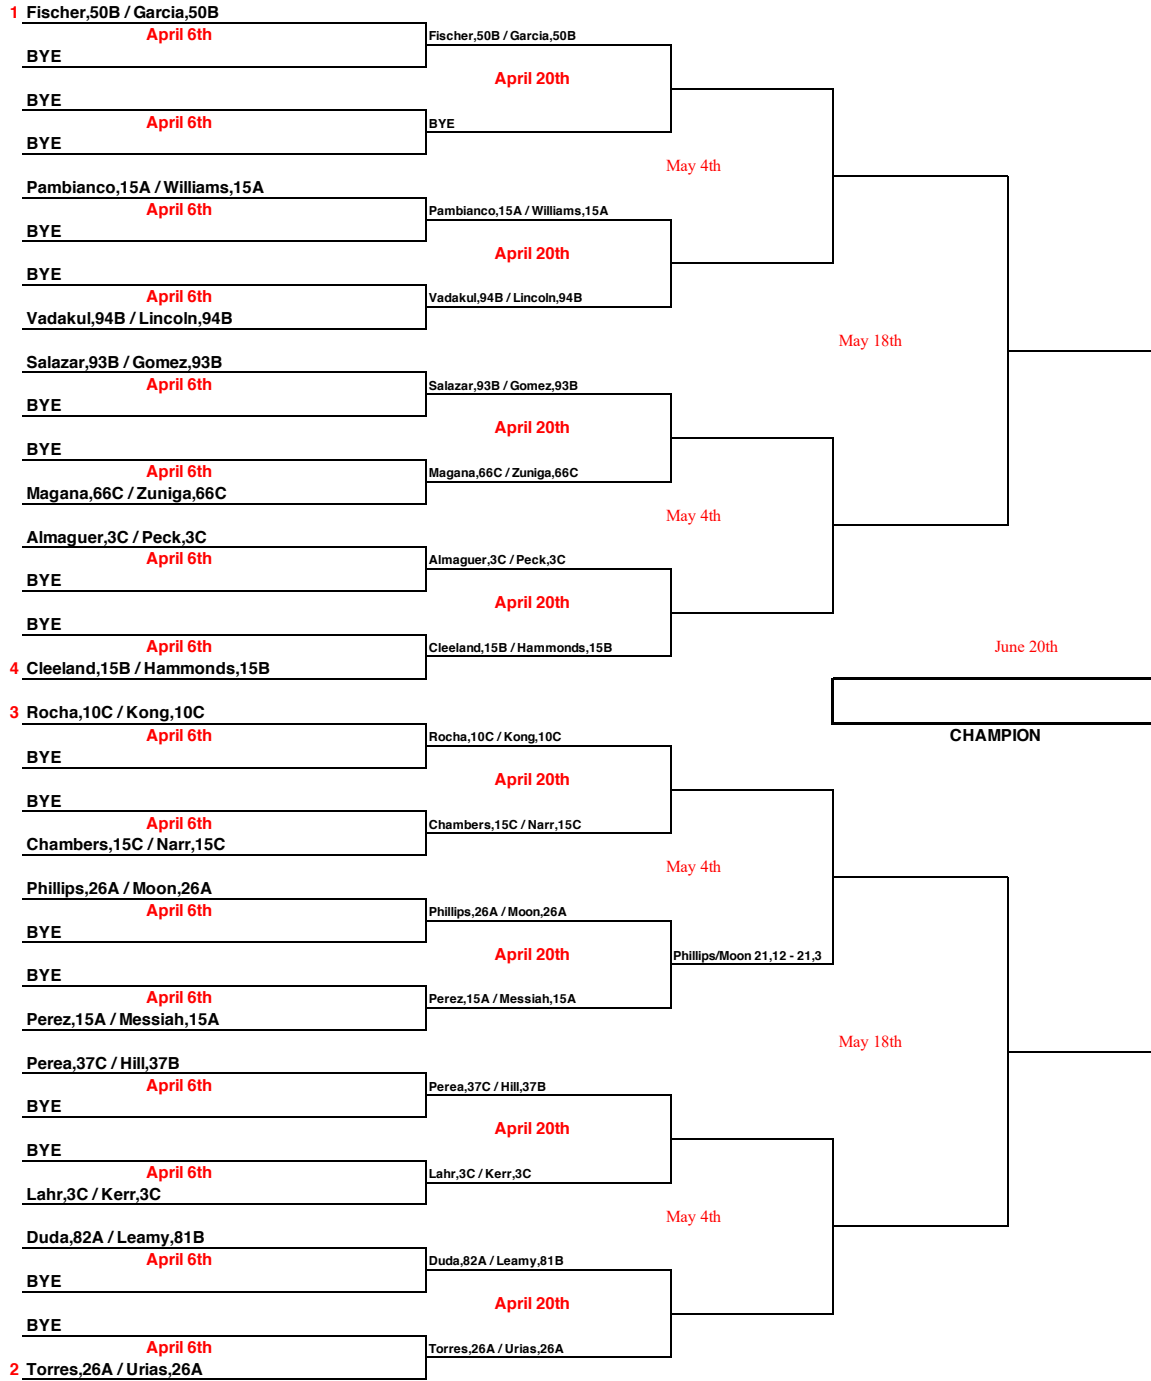 1 Fischer,50B / Garcia,50B
Fischer,50B / Garcia,50B
April 6th
BYE
April 20th
BYE
April 6th
BYE
BYE
May 4th
Pambianco,15A / Williams,15A
April 6th
Pambianco,15A / Williams,15A
BYE
April 20th
BYE
April 6th
Vadakul,94B / Lincoln,94B
Vadakul,94B / Lincoln,94B
May 18th
Salazar,93B / Gomez,93B
April 6th
Salazar,93B / Gomez,93B
BYE
April 20th
BYE
April 6th
Magana,66C / Zuniga,66C
Magana,66C / Zuniga,66C
May 4th
Almaguer,3C / Peck,3C
April 6th
Almaguer,3C / Peck,3C
BYE
April 20th
BYE
April 6th
Cleeland,15B / Hammonds,15B
June 20th
4 Cleeland,15B / Hammonds,15B
3 Rocha,10C / Kong,10C
April 6th
Rocha,10C / Kong,10C
CHAMPION
BYE
April 20th
BYE
April 6th
Chambers,15C / Narr,15C
Chambers,15C / Narr,15C
May 4th
Phillips,26A / Moon,26A
April 6th
Phillips,26A / Moon,26A
BYE
April 20th
Phillips/Moon 21,12 - 21,3
BYE
April 6th
Perez,15A / Messiah,15A
Perez,15A / Messiah,15A
May 18th
Perea,37C / Hill,37B
April 6th
Perea,37C / Hill,37B
BYE
April 20th
BYE
April 6th
Lahr,3C / Kerr,3C
Lahr,3C / Kerr,3C
May 4th
Duda,82A / Leamy,81B
April 6th
Duda,82A / Leamy,81B
BYE
April 20th
BYE
April 6th
Torres,26A / Urias,26A
2 Torres,26A / Urias,26A